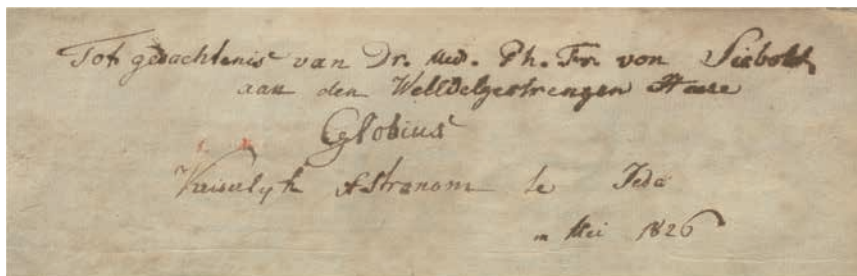 Tot gedachtenis van Dr. Med. Ph. Fr. von Siebold
aan den WelEdelgestrengen Heere
Globius
Kaiserlyk Astronom te Jedo
in Mei 1826